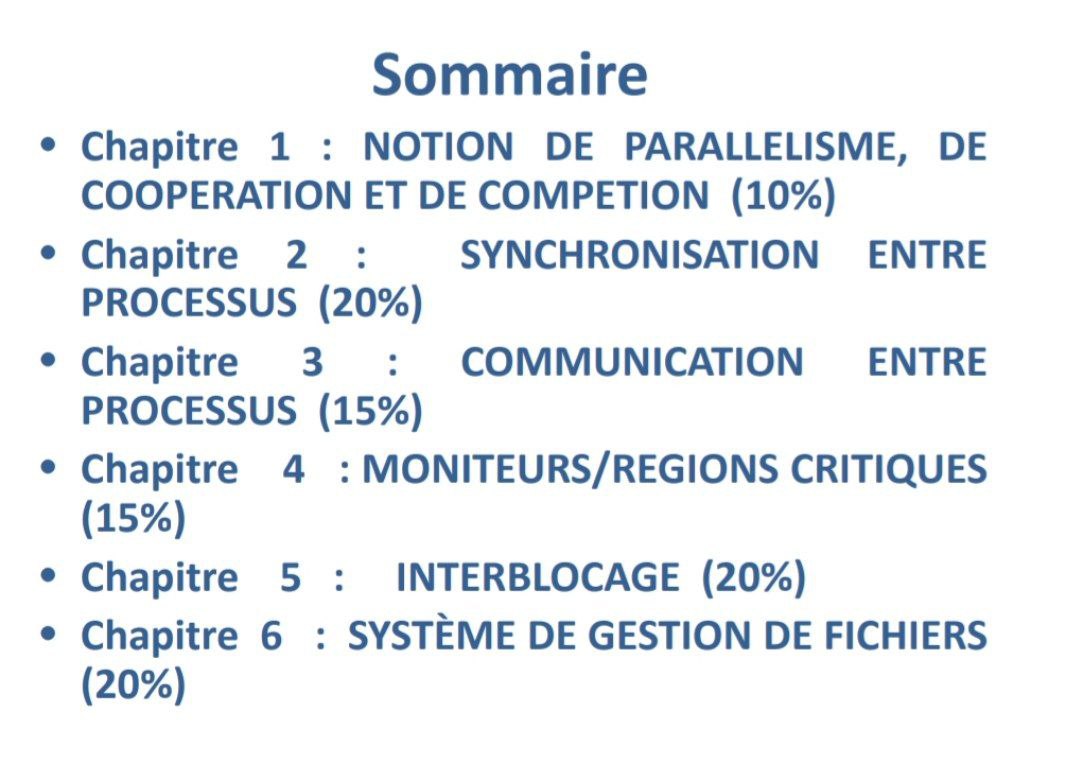 Sommaire
• Chapitre 1 : NOTION DE PARALLELISME, DE
COOPERATION ET DE COMPETION (10%)
• Chapitre 2 : SYNCHRONISATION ENTRE
PROCESSUS (20%)
• Chapitre 3 : COMMUNICATION ENTRE
PROCESSUS (15%)
• Chapitre 4 : MONITEURS/REGIONS CRITIQUES
(15%)
• Chapitre 5 : INTERBLOCAGE (20%)
• Chapitre 6 : SYSTÈME DE GESTION DE FICHIERS
(20%)